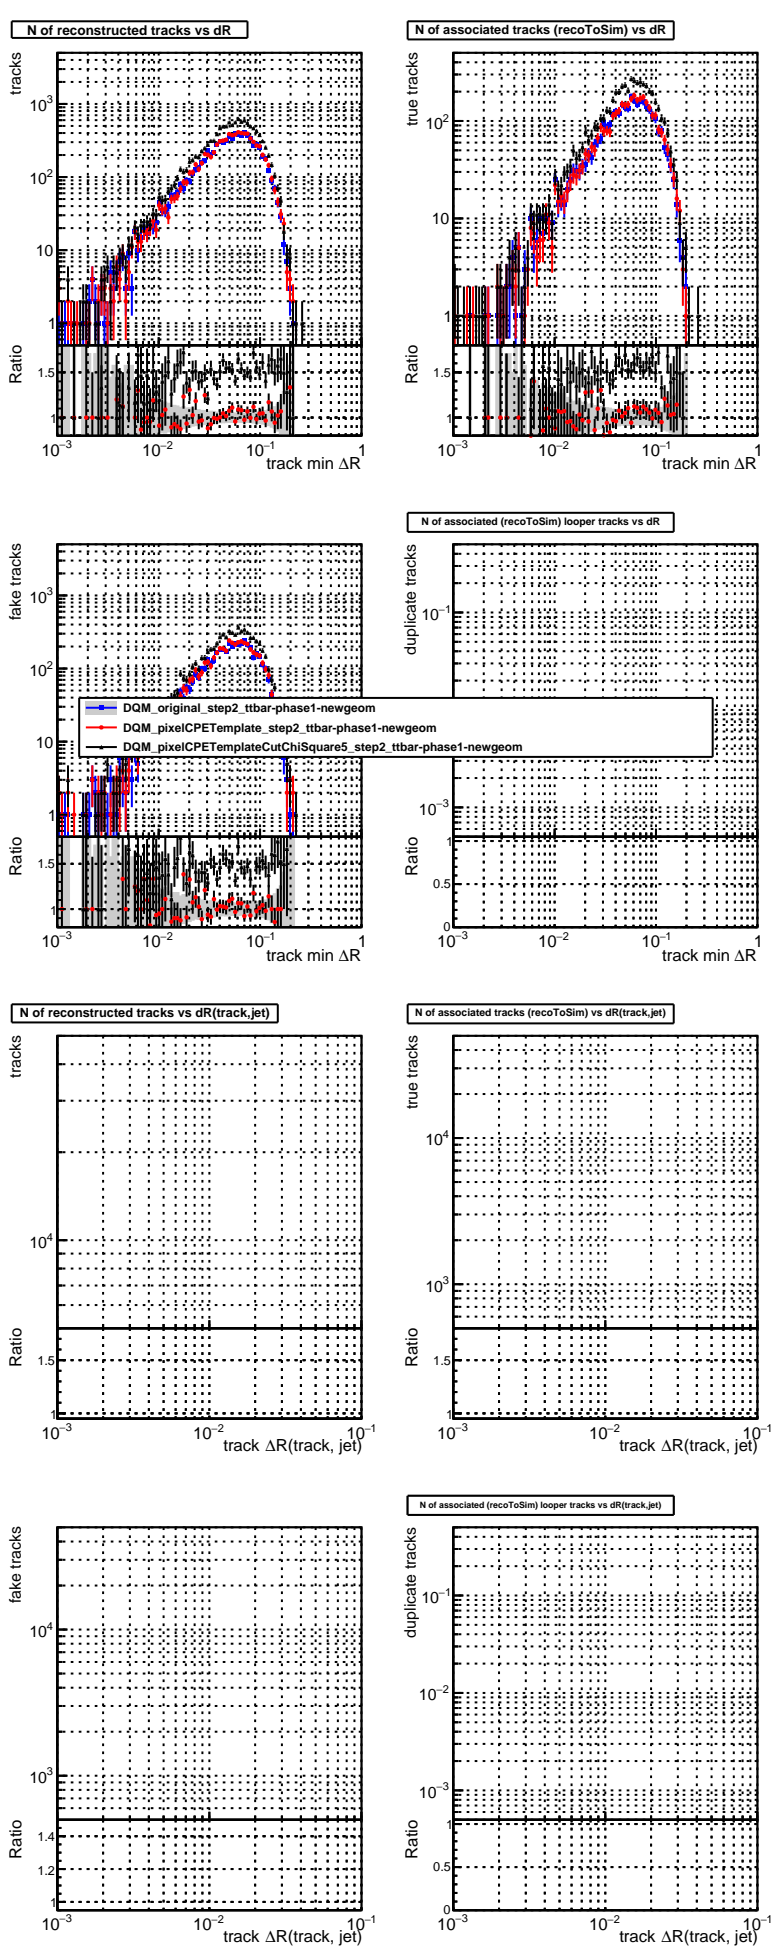 N of reconstructed tracks vs dR
tracks
10³
10²
10
1
Ratio
1.5
1
10⁻³ 10⁻² 10⁻¹ 1
track min ΔR
N of associated tracks (recoToSim) vs dR
true tracks
10²
10
1
Ratio
1.5
1
10⁻³ 10⁻² 10⁻¹ 1
track min ΔR
fake tracks
10³
10²
10
1
Ratio
1.5
1
10⁻³ 10⁻² 10⁻¹ 1
track min ΔR
N of associated (recoToSim) looper tracks vs dR
duplicate tracks
10⁻¹
10⁻³
Ratio
1
0.5
0
10⁻³ 10⁻² 10⁻¹ 1
track min ΔR
DQM_original_step2_ttbar-phase1-newgeom
DQM_pixelCPETemplate_step2_ttbar-phase1-newgeom
DQM_pixelCPETemplateCutChiSquare5_step2_ttbar-phase1-newgeom
N of reconstructed tracks vs dR(track,jet)
tracks
10⁴
Ratio
1.5
1
10⁻³ 10⁻² 10⁻¹
track ΔR(track, jet)
N of associated tracks (recoToSim) vs dR(track,jet)
true tracks
10⁴
10³
Ratio
1.5
1
10⁻³ 10⁻² 10⁻¹
track ΔR(track, jet)
fake tracks
10⁴
10³
Ratio
1.4
1.2
1
10⁻³ 10⁻² 10⁻¹
track ΔR(track, jet)
N of associated (recoToSim) looper tracks vs dR(track,jet)
duplicate tracks
10⁻¹
10⁻²
10⁻³
Ratio
1
0.5
0
10⁻³ 10⁻² 10⁻¹
track ΔR(track, jet)